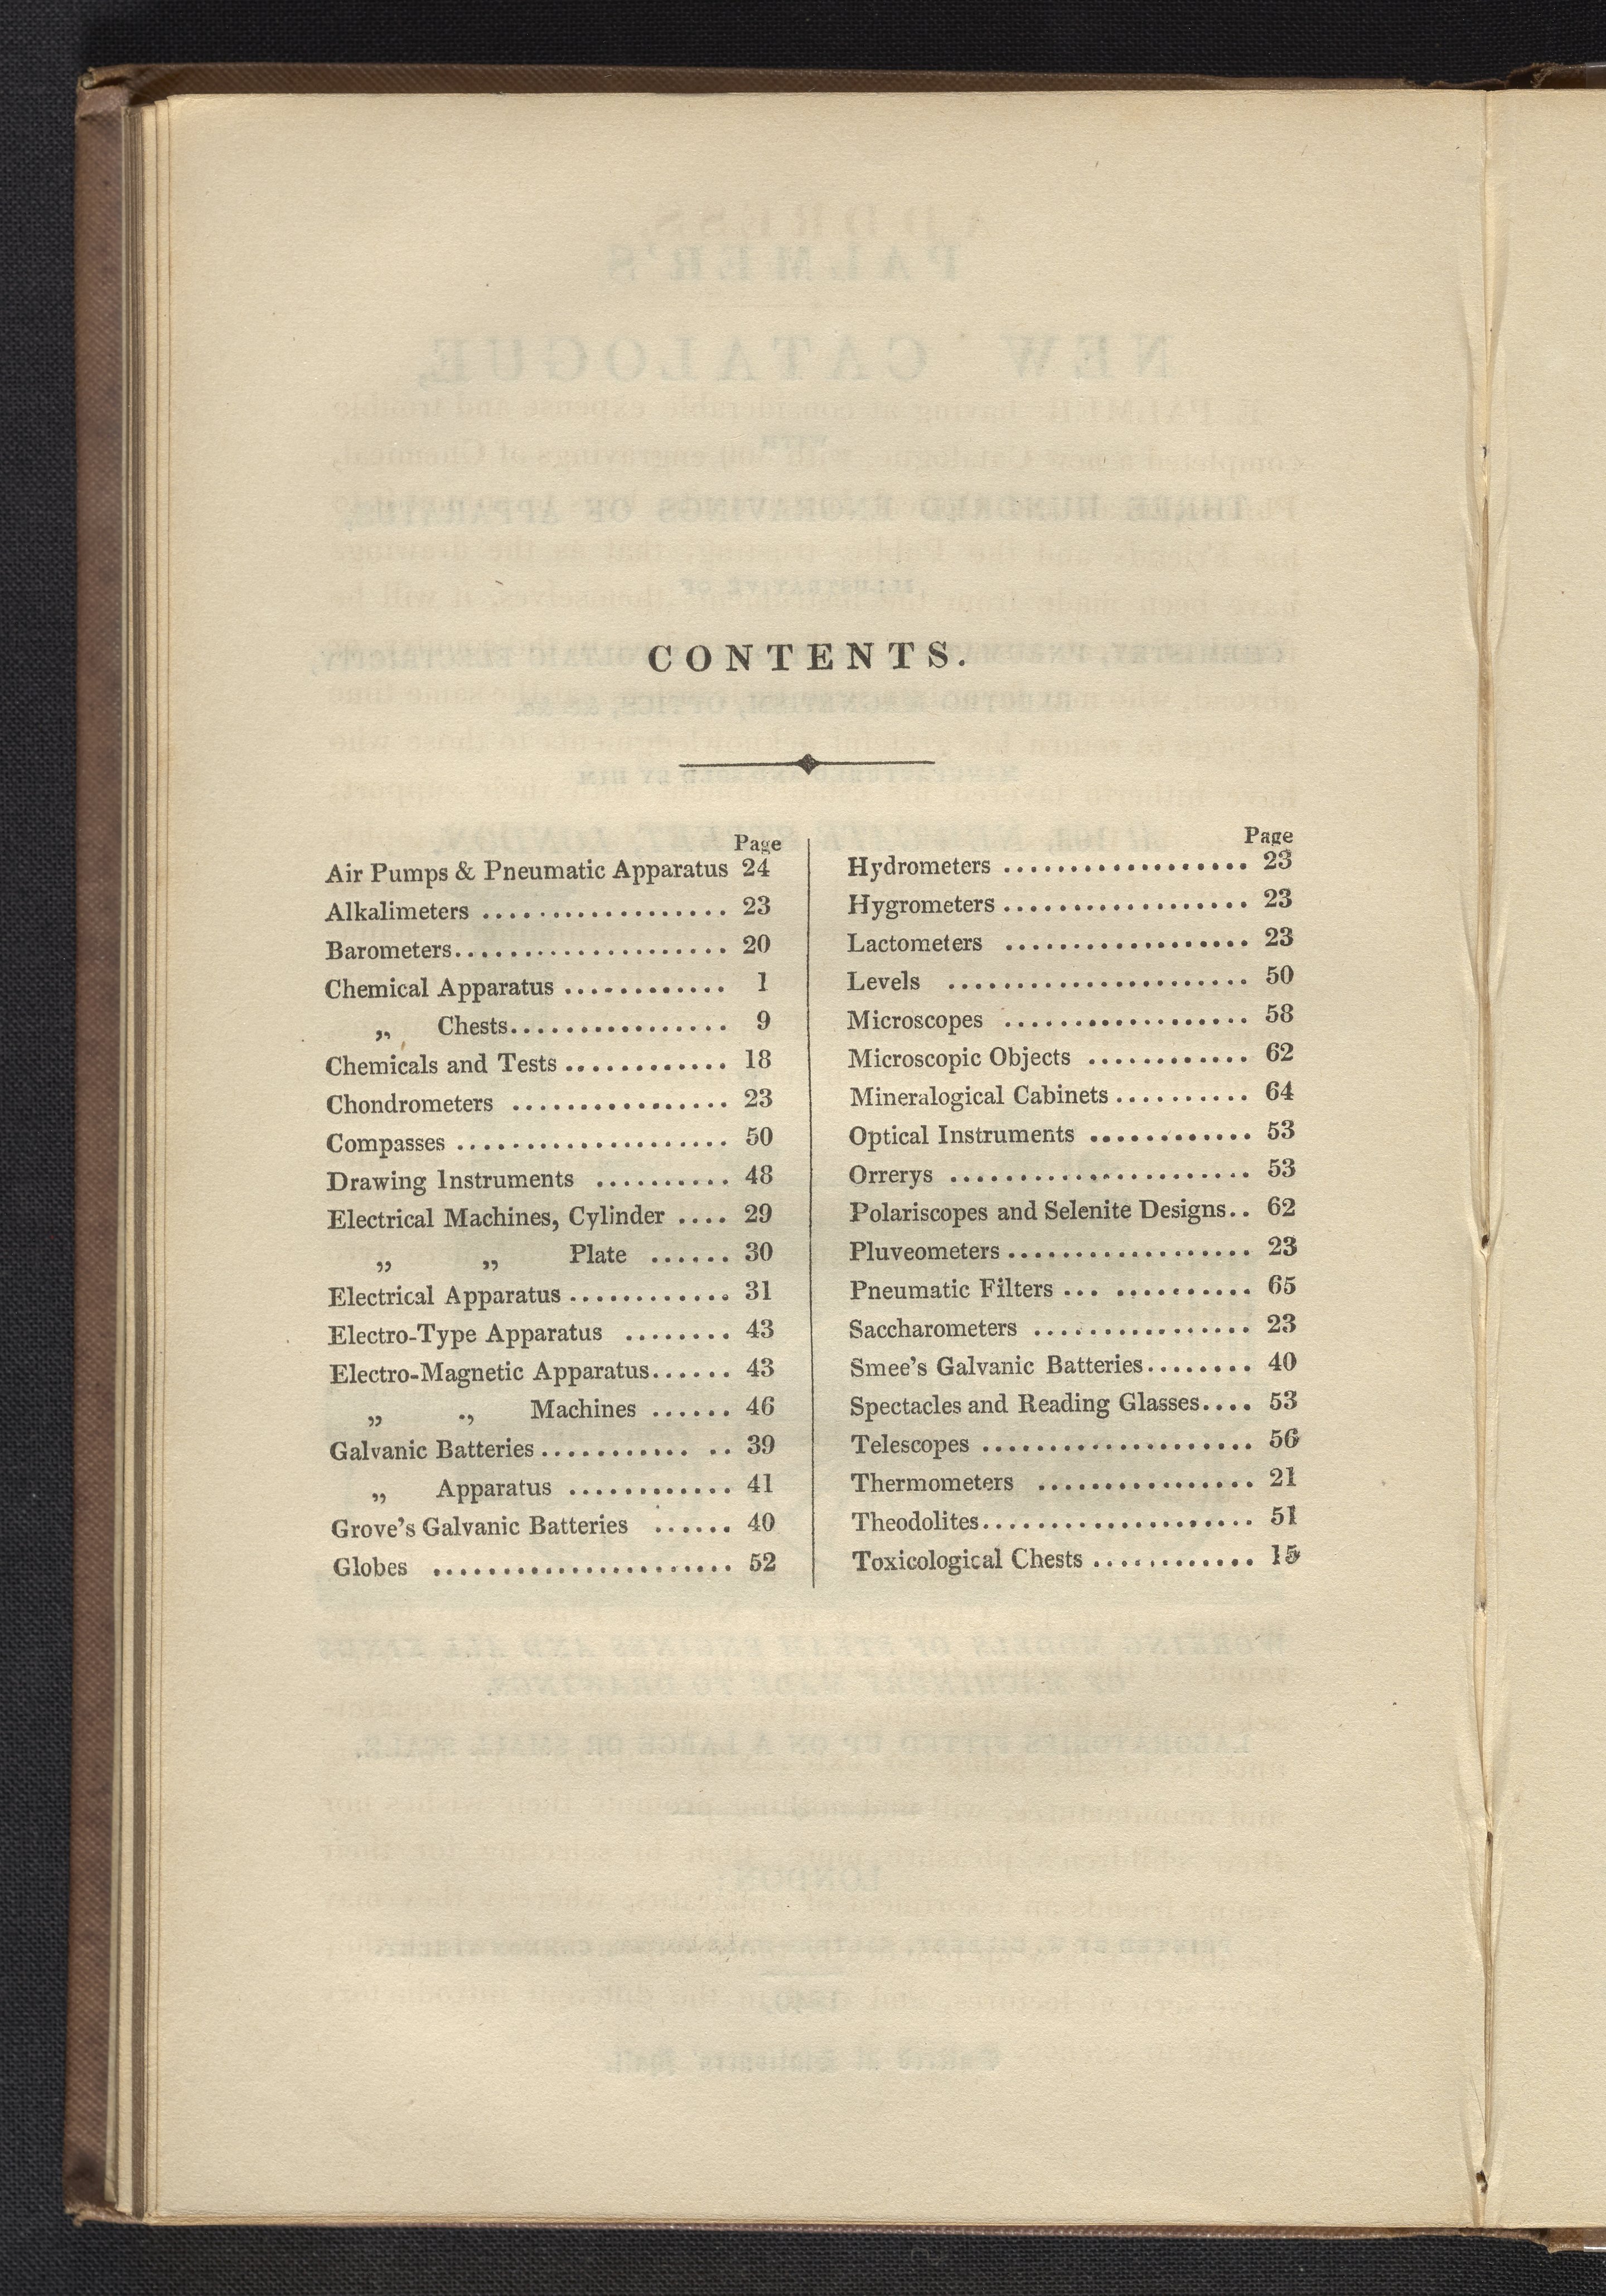 CONTENTS.
Page
Air Pumps & Pneumatic Apparatus 24
Alkalimeters .................. 23
Barometers.................... 20
Chemical Apparatus ............ 1
„ Chests................ 9
Chemicals and Tests ............ 18
Chondrometers ................ 23
Compasses .................... 50
Drawing Instruments .......... 48
Electrical Machines, Cylinder .... 29
„ „ Plate ...... 30
Electrical Apparatus ............ 31
Electro-Type Apparatus ........ 43
Electro-Magnetic Apparatus...... 43
„ „ Machines ...... 46
Galvanic Batteries ........... .. 39
„ Apparatus ............ 41
Grove's Galvanic Batteries ...... 40
Globes ...................... 52
Page
Hydrometers .................. 23
Hygrometers .................. 23
Lactometers .................. 23
Levels ...................... 50
Microscopes .................. 58
Microscopic Objects ............ 62
Mineralogical Cabinets .......... 64
Optical Instruments ............ 53
Orrerys ...................... 53
Polariscopes and Selenite Designs.. 62
Pluveometers .................. 23
Pneumatic Filters ... .......... 65
Saccharometers ................ 23
Smee's Galvanic Batteries........ 40
Spectacles and Reading Glasses.... 53
Telescopes .................... 56
Thermometers ................ 21
Theodolites.................... 51
Toxicological Chests ............ 15